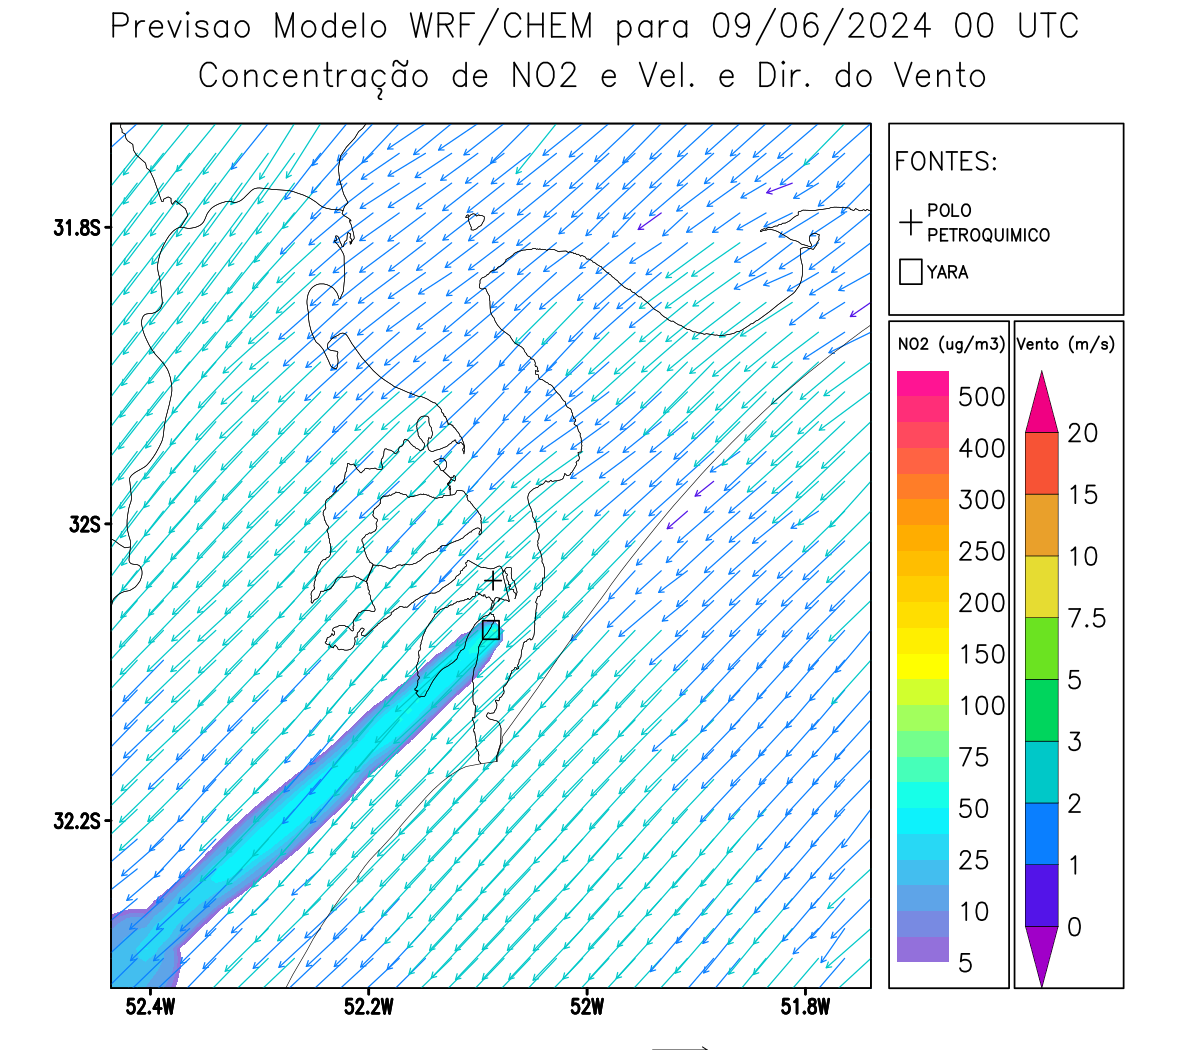 Previsao Modelo WRF/CHEM para 09/06/2024 00 UTC
Concentração de NO2 e Vel. e Dir. do Vento
FONTES:
POLO
PETROQUIMICO
YARA
31.8S
32S
32.2S
52.4W
52.2W
52W
51.8W
NO2 (ug/m3)
500
400
300
250
200
150
100
75
50
25
10
5
Vento (m/s)
20
15
10
7.5
5
3
2
1
0